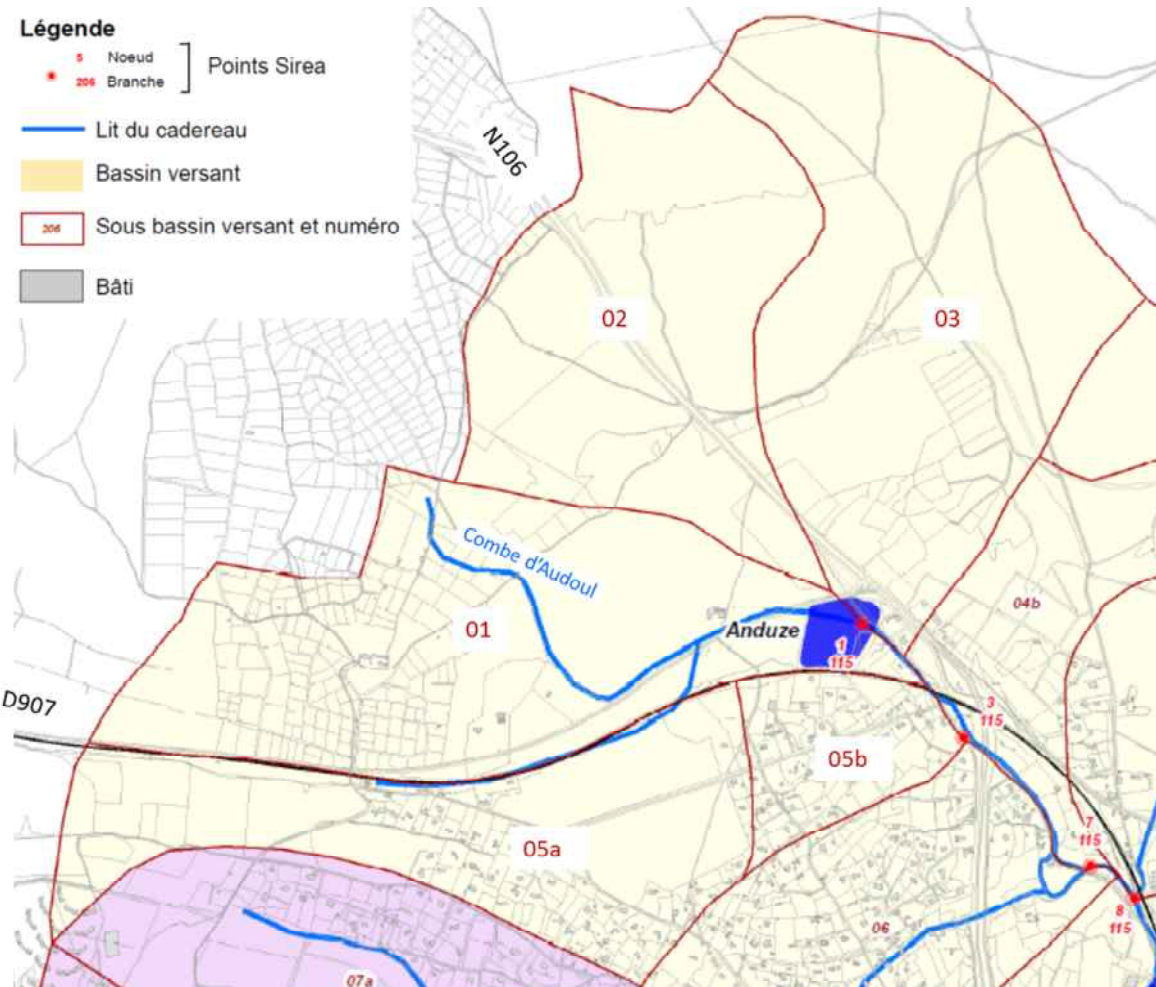 Légende
5 Noeud
206 Branche
Points Sirea
Lit du cadereau
Bassin versant
206 Sous bassin versant et numéro
Bâti
N106
02
03
Combe d'Audoul
01
Anduze
1
115
04b
D907
3
115
05b
05a
7
115
06
8
115
07a